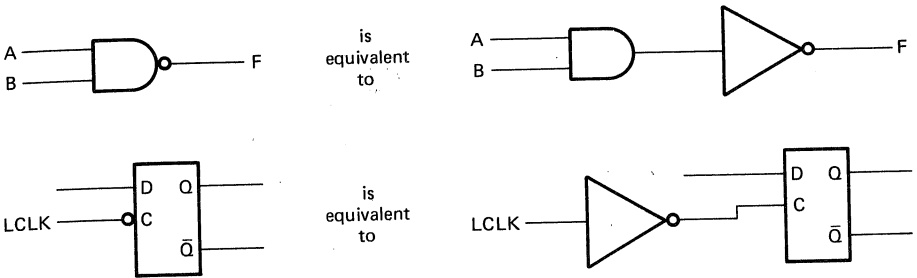 A
B
F
is
equivalent
to
A
B
F
D Q
LCLK
C
Q̄
is
equivalent
to
LCLK
D Q
C
Q̄